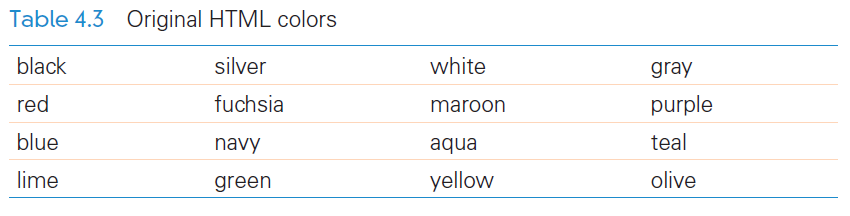 Table 4.3 Original HTML colors
black silver white gray
red fuchsia maroon purple
blue navy aqua teal
lime green yellow olive